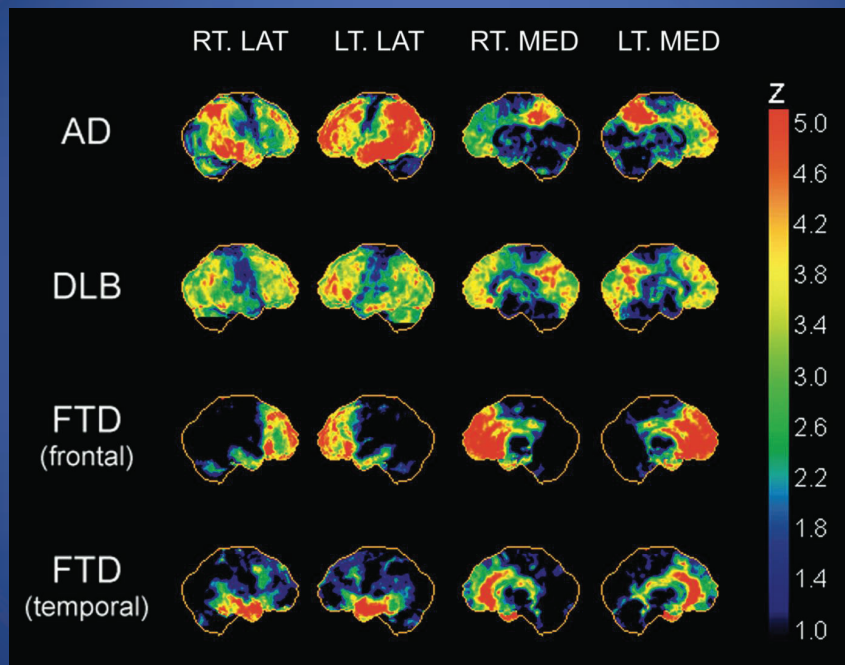 RT. LAT LT. LAT RT. MED LT. MED
Z
AD
DLB
FTD
(frontal)
FTD
(temporal)
5.0
4.6
4.2
3.8
3.4
3.0
2.6
2.2
1.8
1.4
1.0